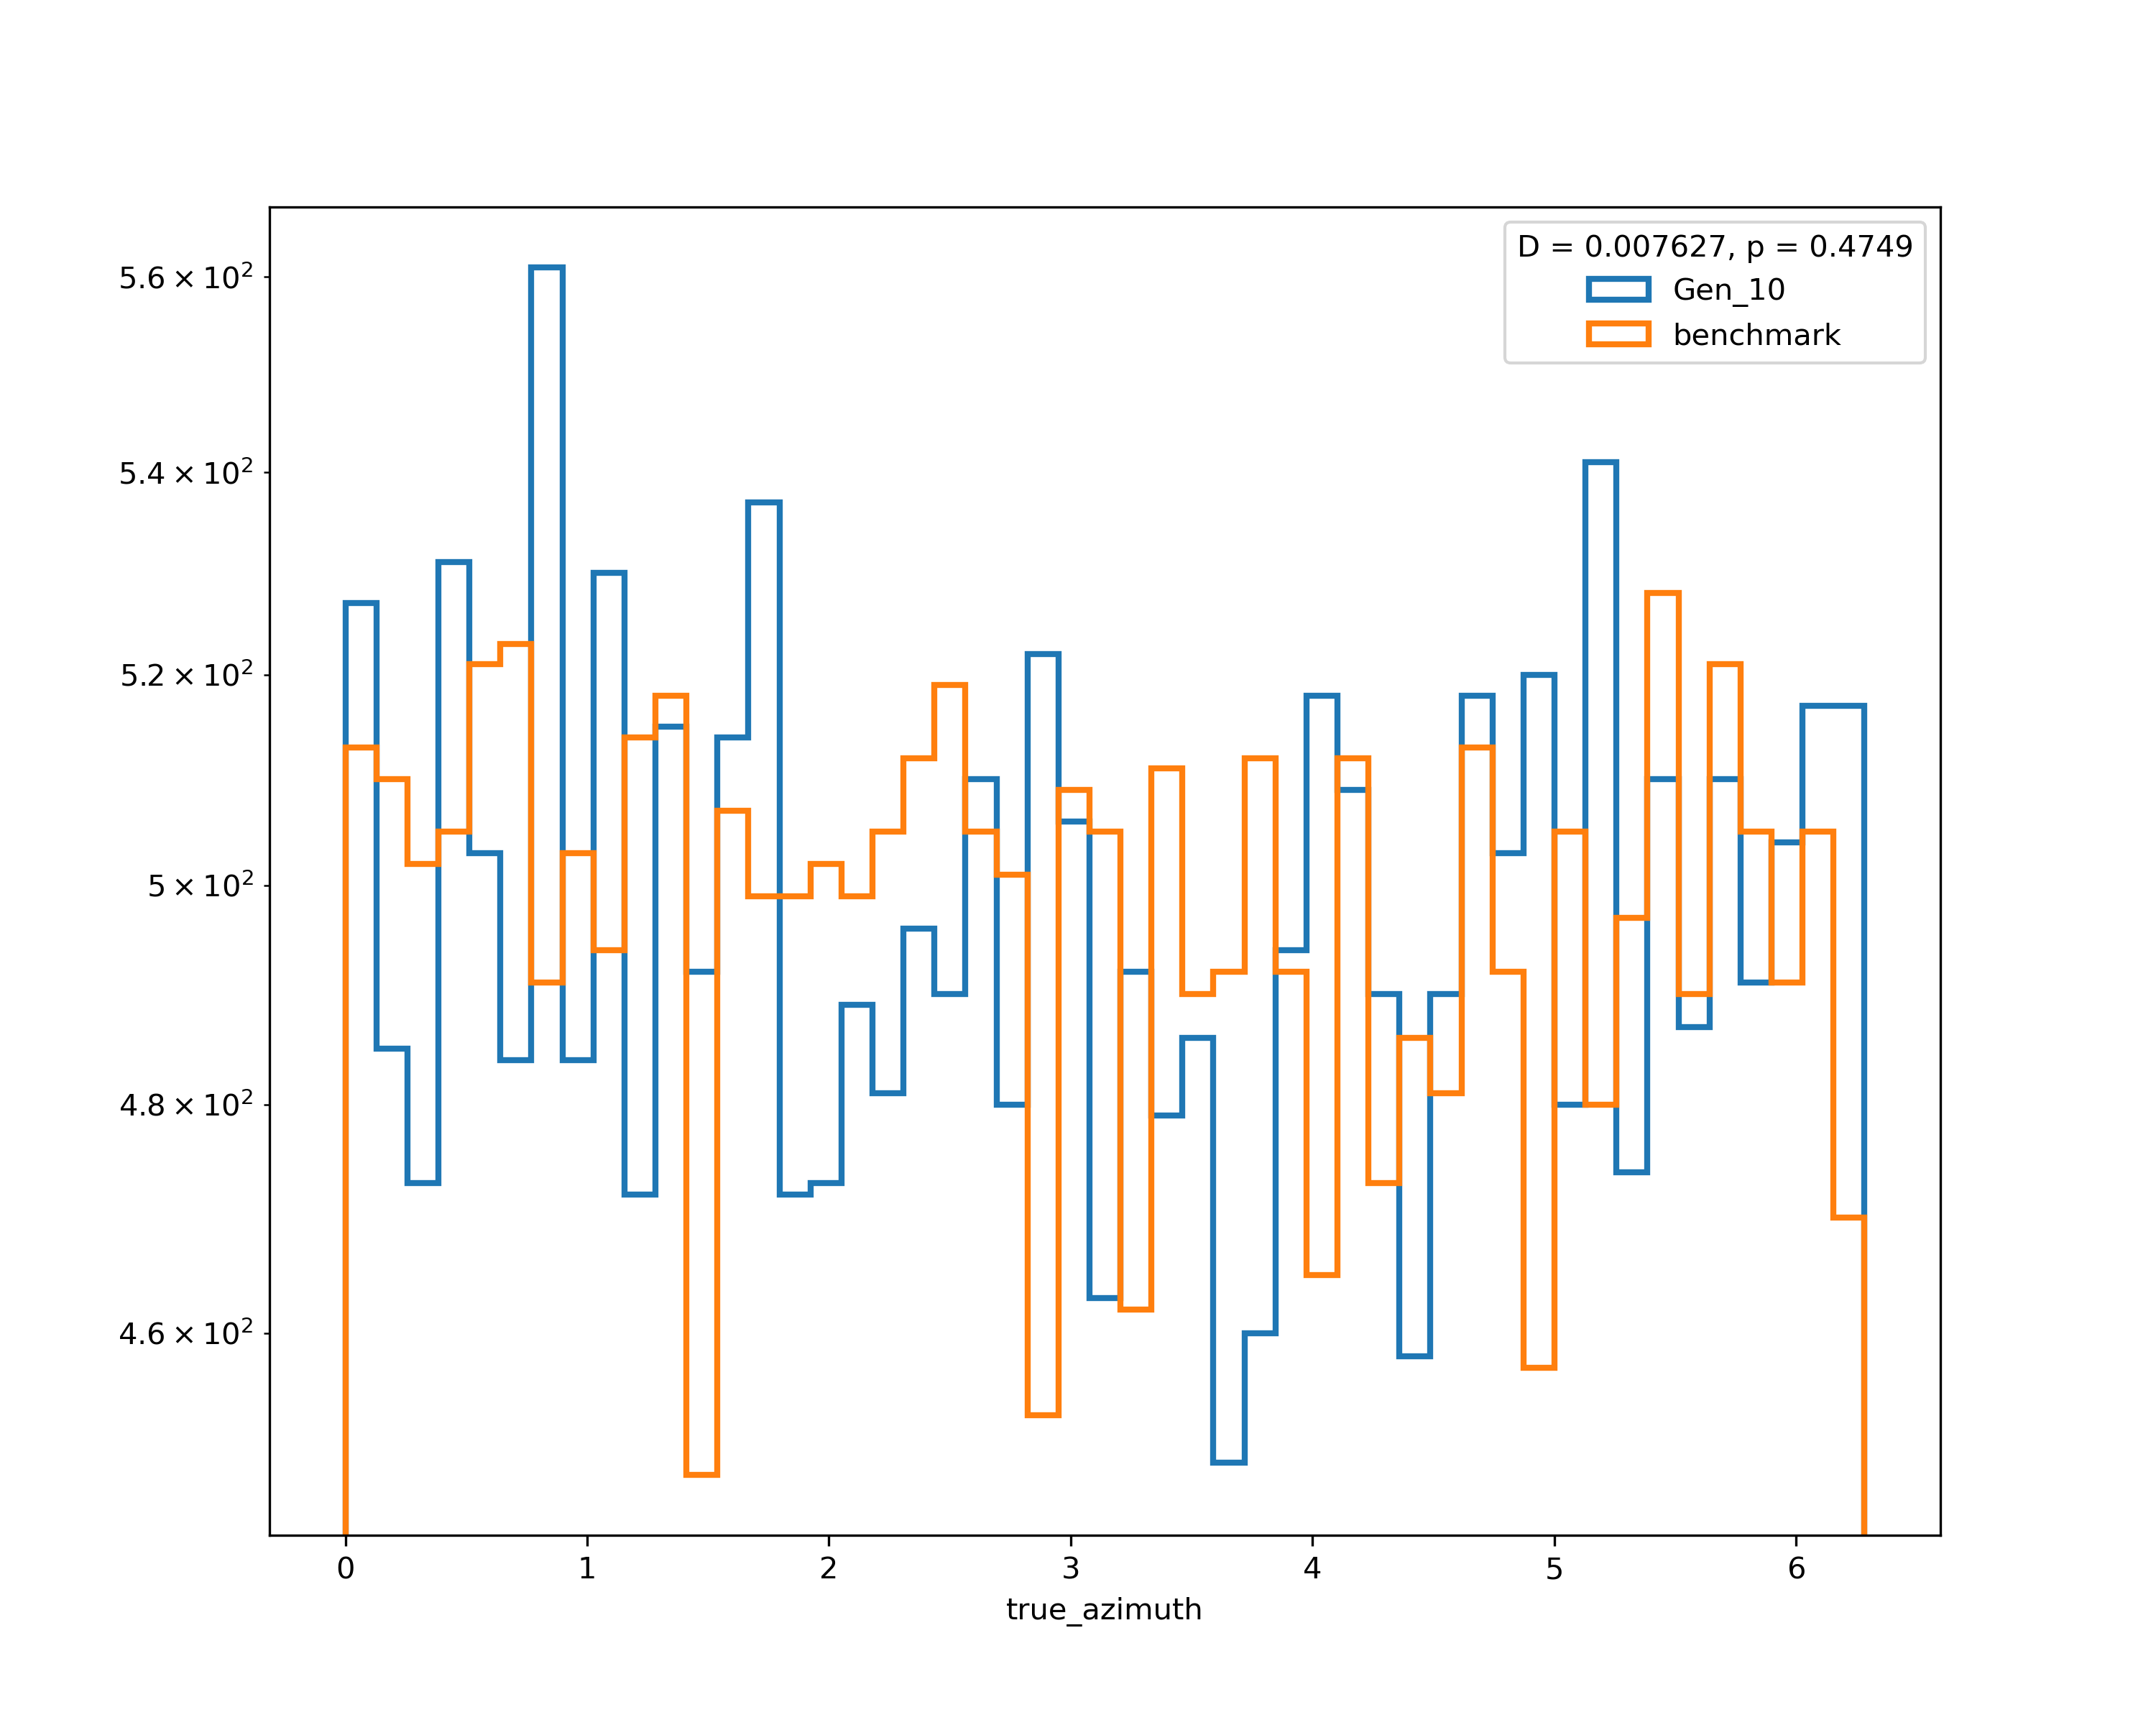 D = 0.007627, p = 0.4749
Gen_10
benchmark
5.6 × 10²
5.4 × 10²
5.2 × 10²
5 × 10²
4.8 × 10²
4.6 × 10²
0 1 2 3 4 5 6
true_azimuth